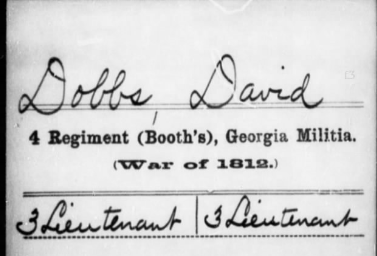 Dobbs, David
4 Regiment (Booth's), Georgia Militia.
(War of 1812.)
3 Lieutenant | 3 Lieutenant